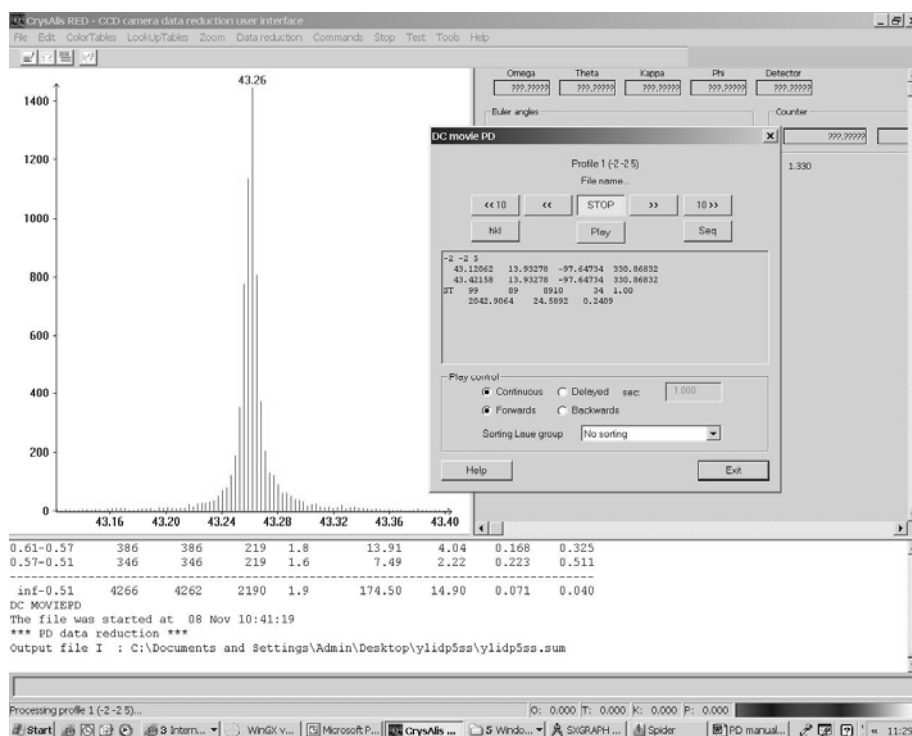 CrysAlis RED - CCD camera data reduction user interface
File Edit ColorTables LookUpTables Zoom Data reduction Commands Stop Test Tools Help
43.26
1400
1200
1000
800
600
400
200
0
43.16 43.20 43.24 43.28 43.32 43.36 43.40
Omega Theta Kappa Phi Detector
???.????? ???.????? ???.????? ???.????? ???.?????
Euler angles
Counter
???.?????
1.330
DC movie PD
Profile 1 (-2 -2 5)
File name...
<<10 << STOP >> 10>>
hkl Play Seq
-2 -2 5
43.12062 13.93278 -97.64734 330.86832
43.42158 13.93278 -97.64734 330.86832
ST 99 89 8910 34 1.00
2042.9064 24.5892 0.2409
Play control
Continuous Delayed sec: 1.000
Forwards Backwards
Sorting Laue group No sorting
Help Exit
0.61-0.57 386 386 219 1.8 13.91 4.04 0.168 0.325
0.57-0.51 346 346 219 1.6 7.49 2.22 0.223 0.511
--------------------------------------------------------------------------------
inf-0.51 4266 4262 2190 1.9 174.50 14.90 0.071 0.040
DC MOVIEPD
The file was started at 08 Nov 10:41:19
*** PD data reduction ***
Output file I : C:\Documents and Settings\Admin\Desktop\ylidp5ss\ylidp5ss.sum
Processing profile 1 (-2 -2 5)...
O: 0.000 T: 0.000 K: 0.000 P: 0.000
Start 3 Intern... WinGX v... Microsoft P... CrysAlis ... 5 Windo... SXGRAPH ... Spider PD manual... « 11:29